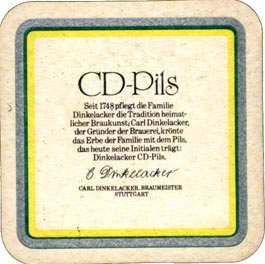 CD-Pils
Seit 1748 pflegt die Familie
Dinkelacker die Tradition heimat-
licher Braukunst; Carl Dinkelacker,
der Gründer der Brauerei, krönte
das Erbe der Familie mit dem Pils,
das heute seine Initialen trägt:
Dinkelacker CD-Pils.
C. Dinkelacker
CARL DINKELACKER, BRAUMEISTER
STUTTGART